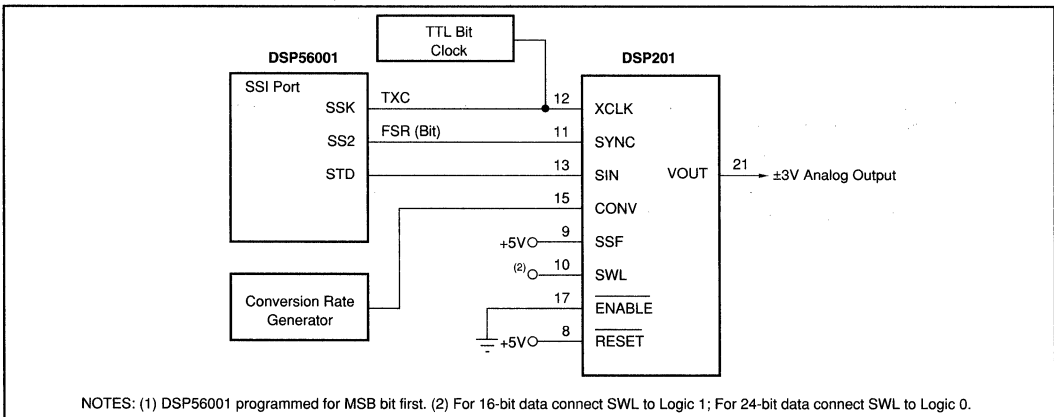 TTL Bit
Clock
DSP56001
DSP201
SSI Port
SSK
TXC
12
XCLK
SS2
FSR (Bit)
11
SYNC
STD
13
SIN
VOUT
21
±3V Analog Output
15
CONV
+5V
9
SSF
(2)
10
SWL
Conversion Rate
Generator
17
ENABLE
+5V
8
RESET
NOTES: (1) DSP56001 programmed for MSB bit first. (2) For 16-bit data connect SWL to Logic 1; For 24-bit data connect SWL to Logic 0.